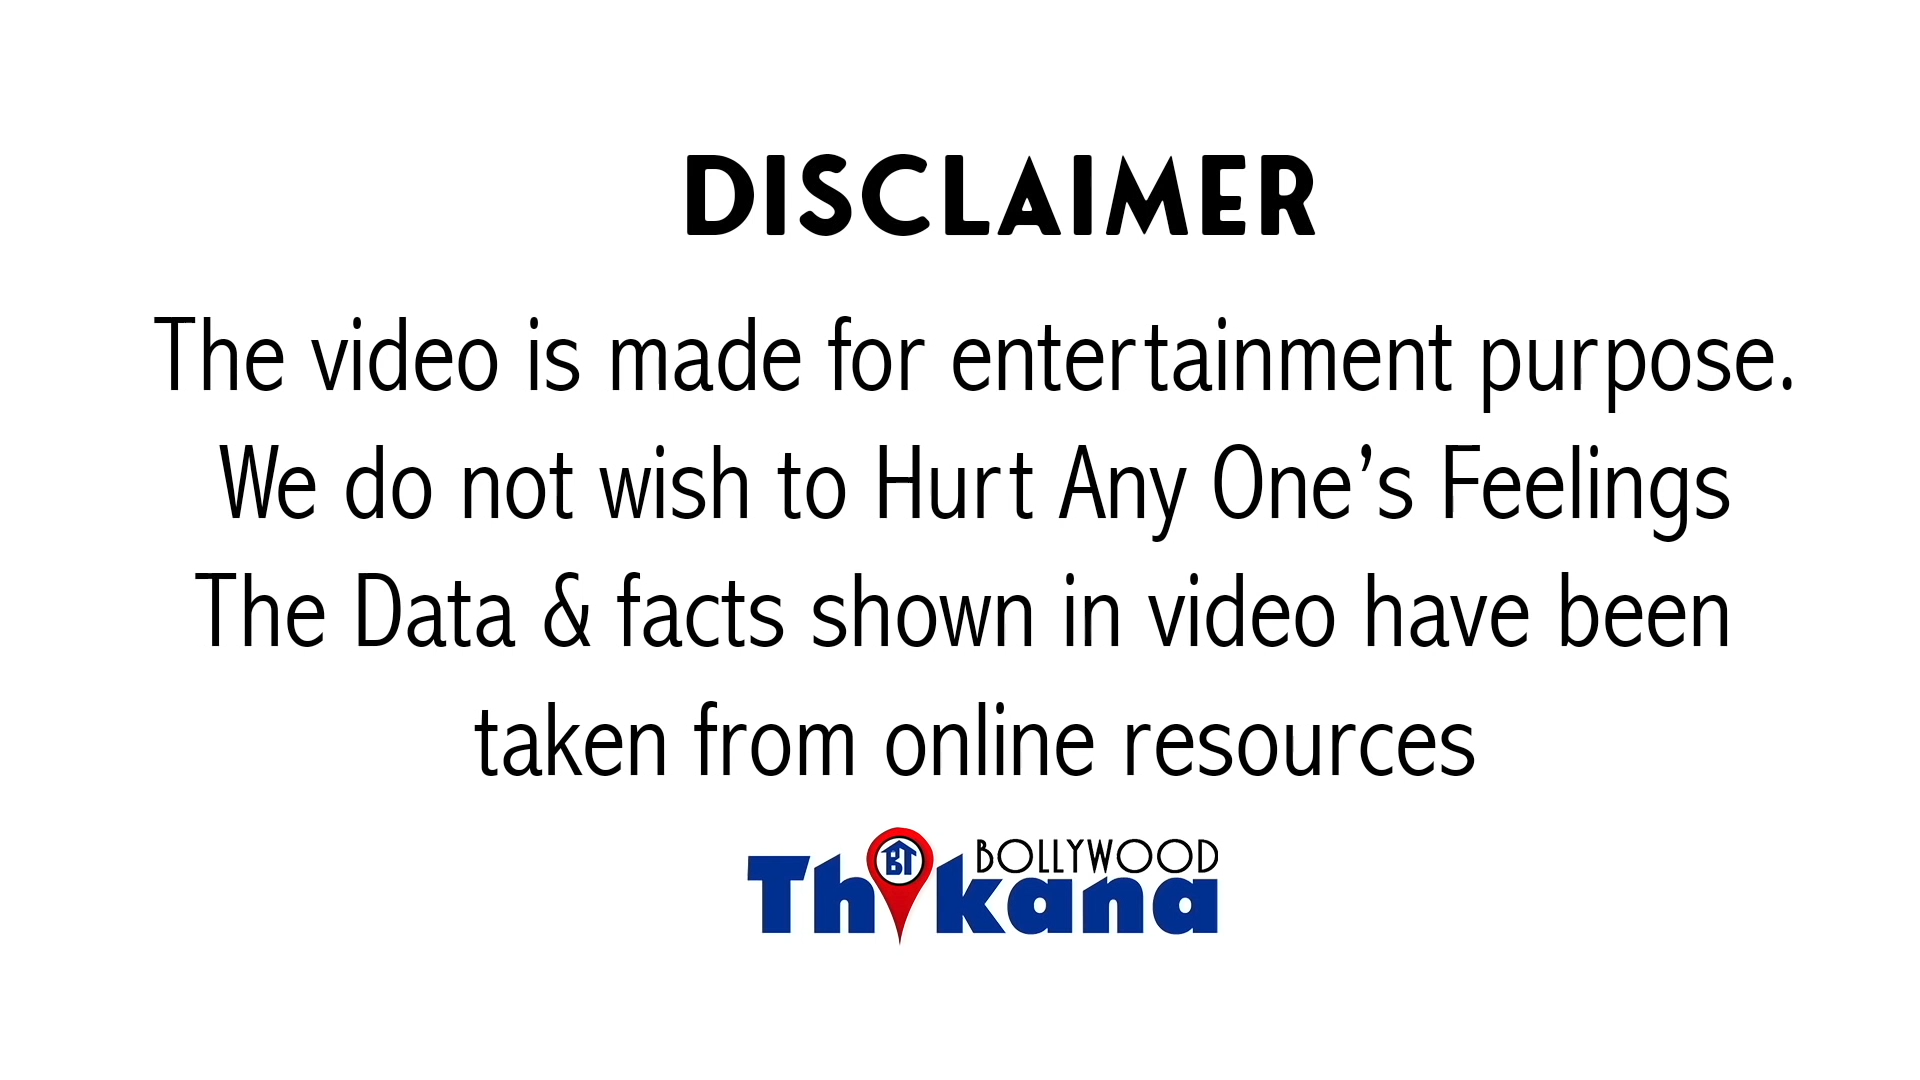 DISCLAIMER
The video is made for entertainment purpose.
We do not wish to Hurt Any One’s Feelings
The Data & facts shown in video have been
taken from online resources
BOLLYWOOD
BT
Thikana